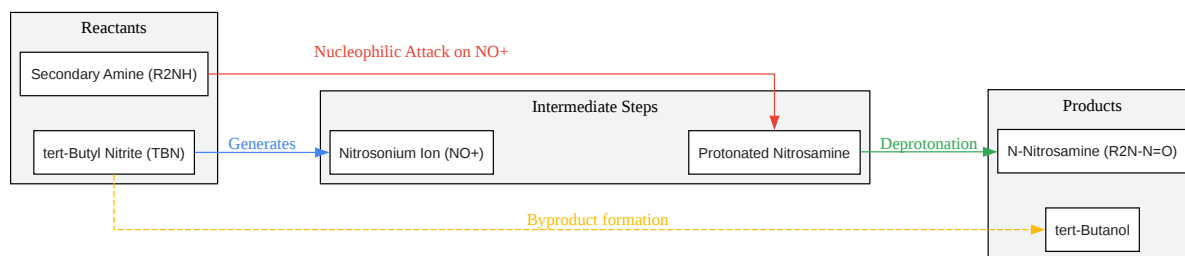 Reactants
Secondary Amine (R2NH)
tert-Butyl Nitrite (TBN)
Nucleophilic Attack on NO+
Generates
Intermediate Steps
Nitrosonium Ion (NO+)
Protonated Nitrosamine
Deprotonation
Byproduct formation
Products
N-Nitrosamine (R2N-N=O)
tert-Butanol